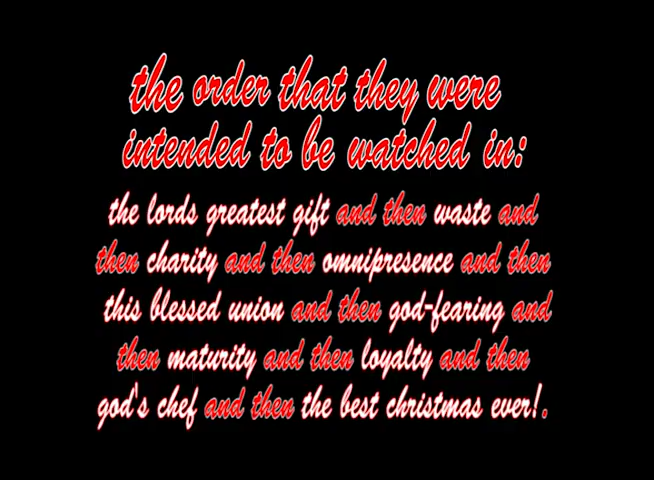 the order that they were
intended to be watched in:
the lords greatest gift and then waste and
then charity and then omnipresence and then
this blessed union and then god-fearing and
then maturity and then loyalty and then
god's chef and then the best christmas ever!.